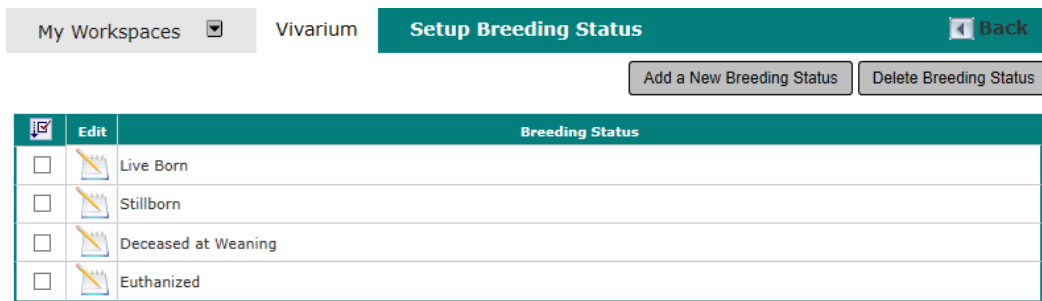 My Workspaces Vivarium Setup Breeding Status Back
Add a New Breeding Status Delete Breeding Status
Edit Breeding Status
Live Born
Stillborn
Deceased at Weaning
Euthanized